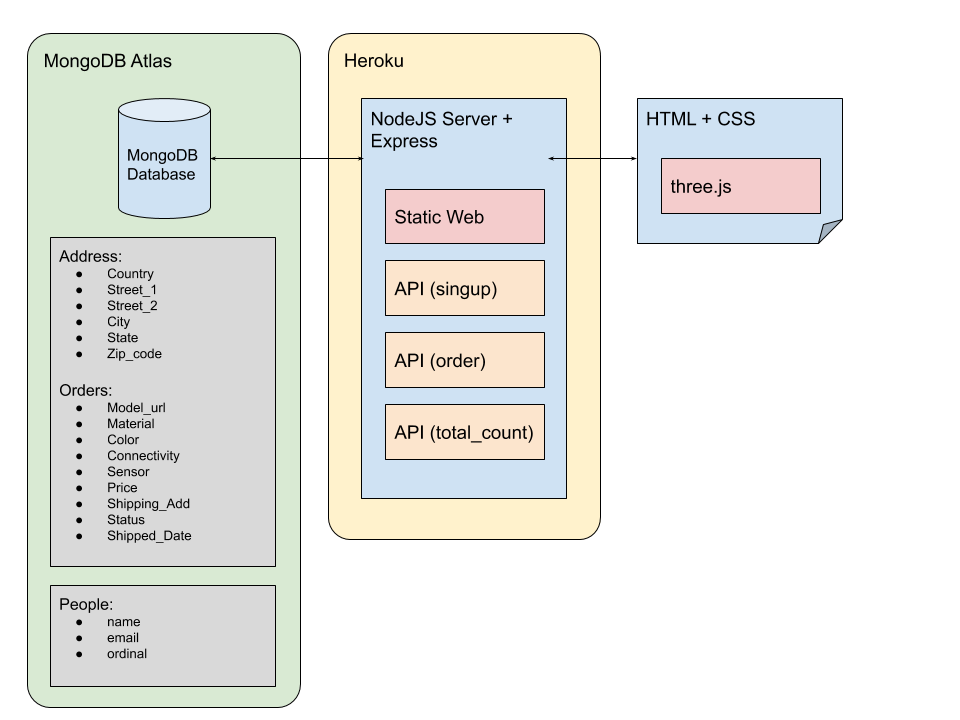 MongoDB Atlas
MongoDB
Database
Address:
● Country
● Street_1
● Street_2
● City
● State
● Zip_code
Orders:
● Model_url
● Material
● Color
● Connectivity
● Sensor
● Price
● Shipping_Add
● Status
● Shipped_Date
People:
● name
● email
● ordinal
Heroku
NodeJS Server +
Express
Static Web
API (singup)
API (order)
API (total_count)
HTML + CSS
three.js